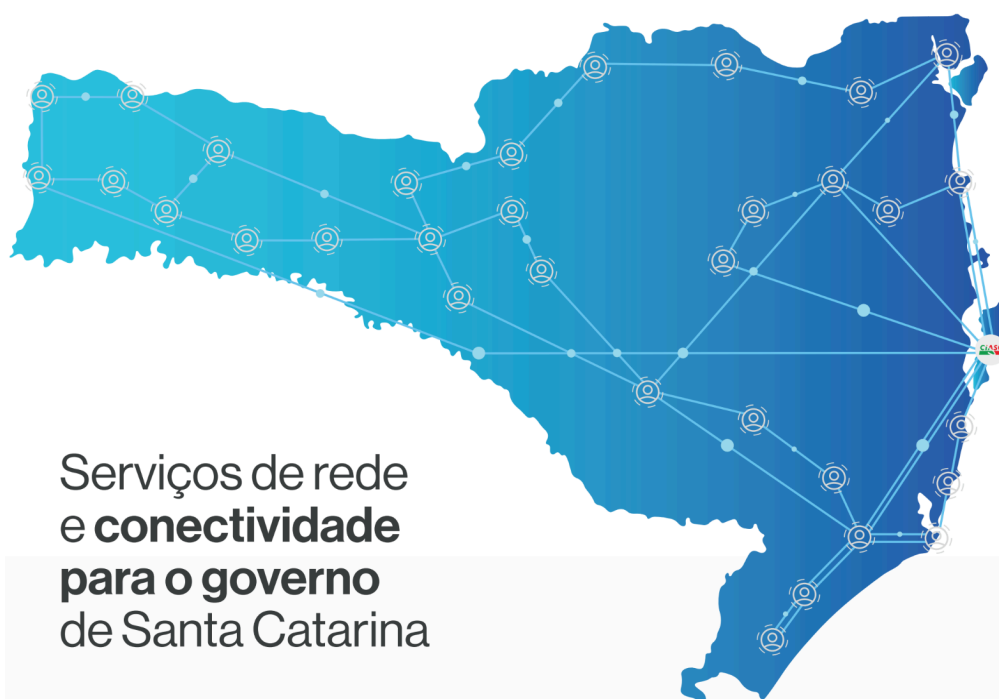 Serviços de rede
e conectividade
para o governo
de Santa Catarina